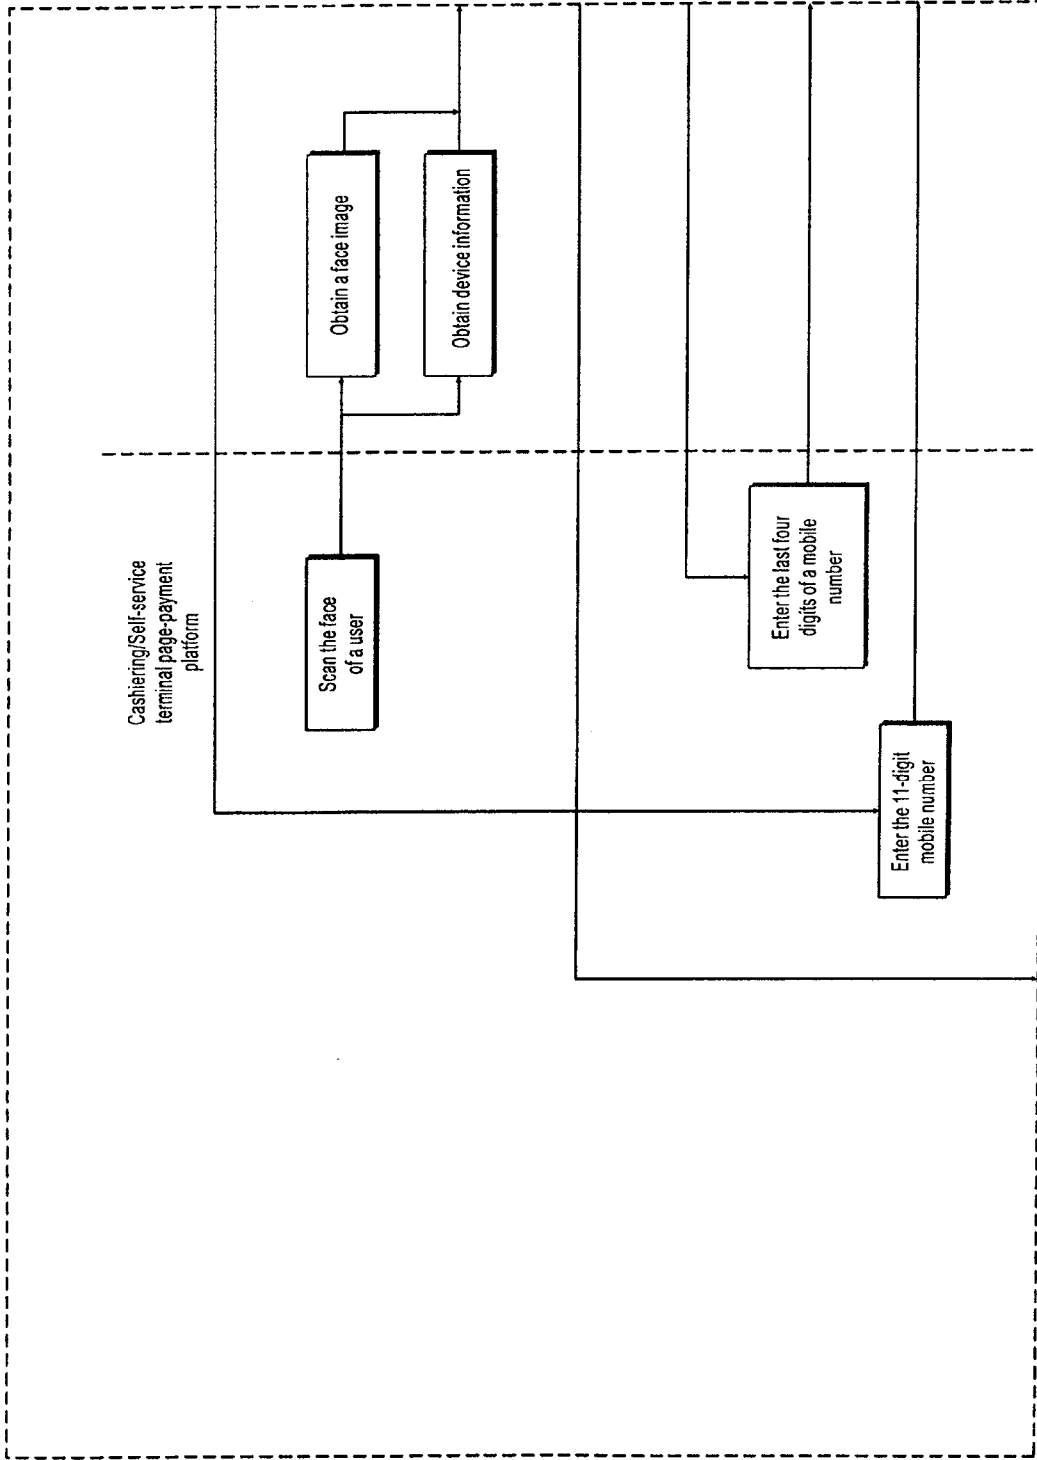 Cashiering/Self-service
terminal page-payment
platform
Scan the face
of a user
Obtain a face image
Obtain device information
Enter the last four
digits of a mobile
number
Enter the 11-digit
mobile number